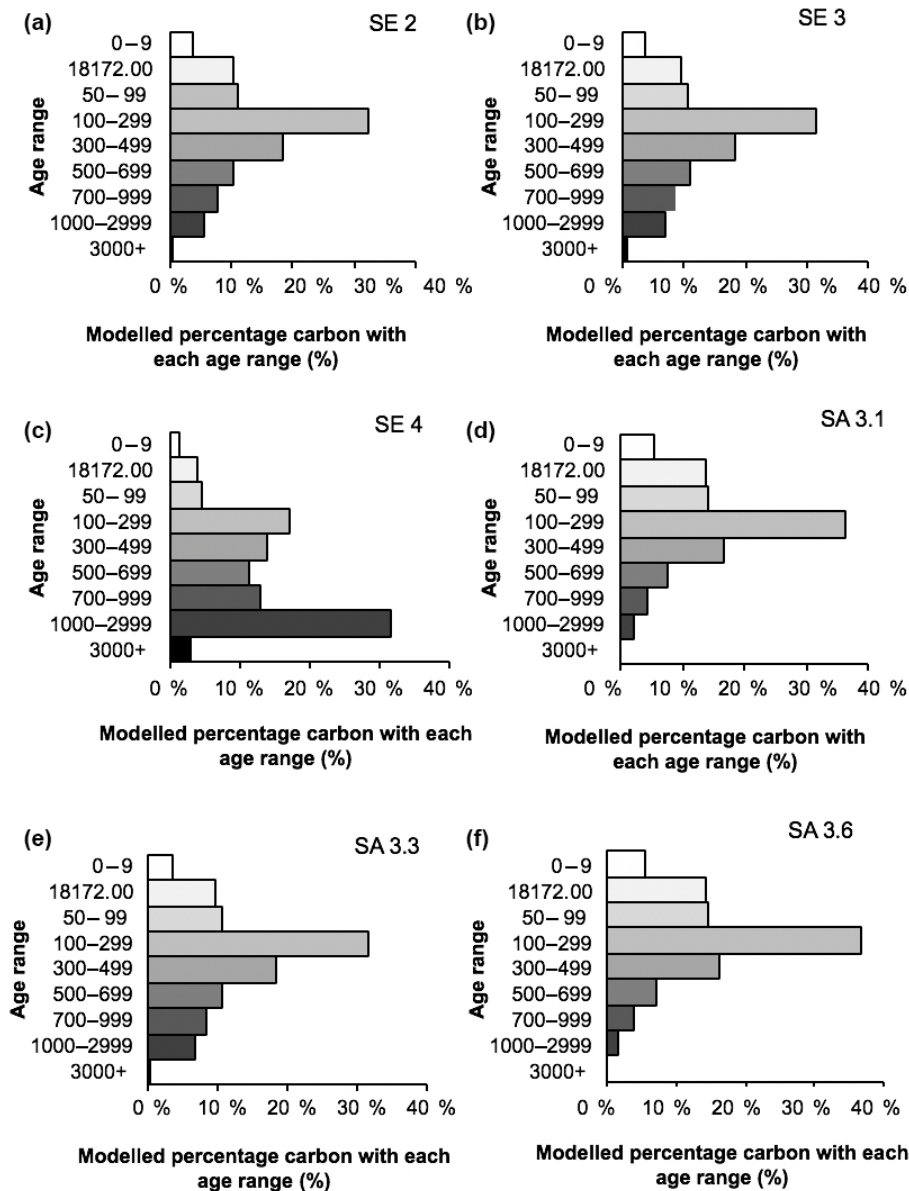 (a)
SE 2
0–9
18172.00
50–99
100–299
300–499
500–699
700–999
1000–2999
3000+
Age range
0 % 10 % 20 % 30 % 40 %
Modelled percentage carbon with
each age range (%)
(b)
SE 3
0–9
18172.00
50–99
100–299
300–499
500–699
700–999
1000–2999
3000+
Age range
0 % 10 % 20 % 30 % 40 %
Modelled percentage carbon with
each age range (%)
(c)
SE 4
0–9
18172.00
50–99
100–299
300–499
500–699
700–999
1000–2999
3000+
Age range
0 % 10 % 20 % 30 % 40 %
Modelled percentage carbon with each
age range (%)
(d)
SA 3.1
0–9
18172.00
50–99
100–299
300–499
500–699
700–999
1000–2999
3000+
Age range
0 % 10 % 20 % 30 % 40 %
Modelled percentage carbon with
each age range (%)
(e)
SA 3.3
0–9
18172.00
50–99
100–299
300–499
500–699
700–999
1000–2999
3000+
Age range
0 % 10 % 20 % 30 % 40 %
Modelled percentage carbon with each
age range (%)
(f)
SA 3.6
0–9
18172.00
50–99
100–299
300–499
500–699
700–999
1000–2999
3000+
Age range
0 % 10 % 20 % 30 % 40 %
Modelled percentage carbon with each
age range (%)